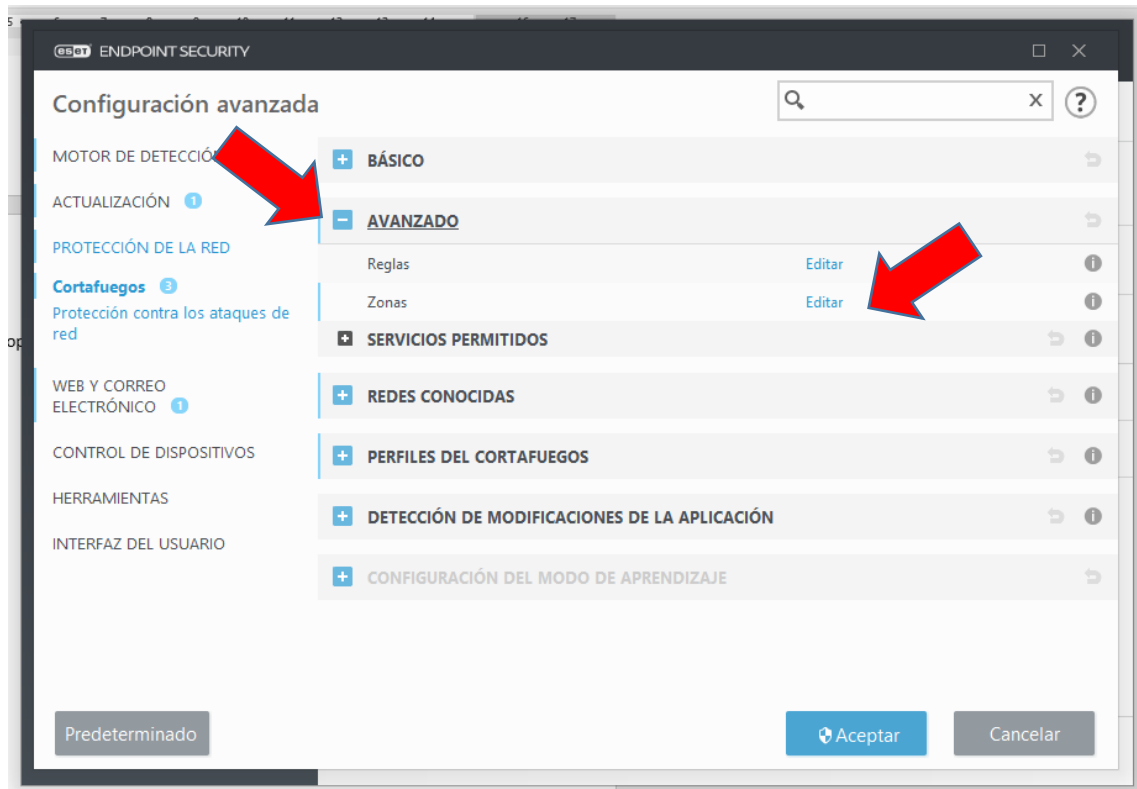 eset ENDPOINT SECURITY
Configuración avanzada
x
?
MOTOR DE DETECCIÓ
ACTUALIZACIÓN 1
PROTECCIÓN DE LA RED
Cortafuegos 3
Protección contra los ataques de
red
WEB Y CORREO
ELECTRÓNICO 1
CONTROL DE DISPOSITIVOS
HERRAMIENTAS
INTERFAZ DEL USUARIO
BÁSICO
AVANZADO
Reglas Editar
Zonas Editar
SERVICIOS PERMITIDOS
REDES CONOCIDAS
PERFILES DEL CORTAFUEGOS
DETECCIÓN DE MODIFICACIONES DE LA APLICACIÓN
CONFIGURACIÓN DEL MODO DE APRENDIZAJE
Predeterminado
Aceptar
Cancelar